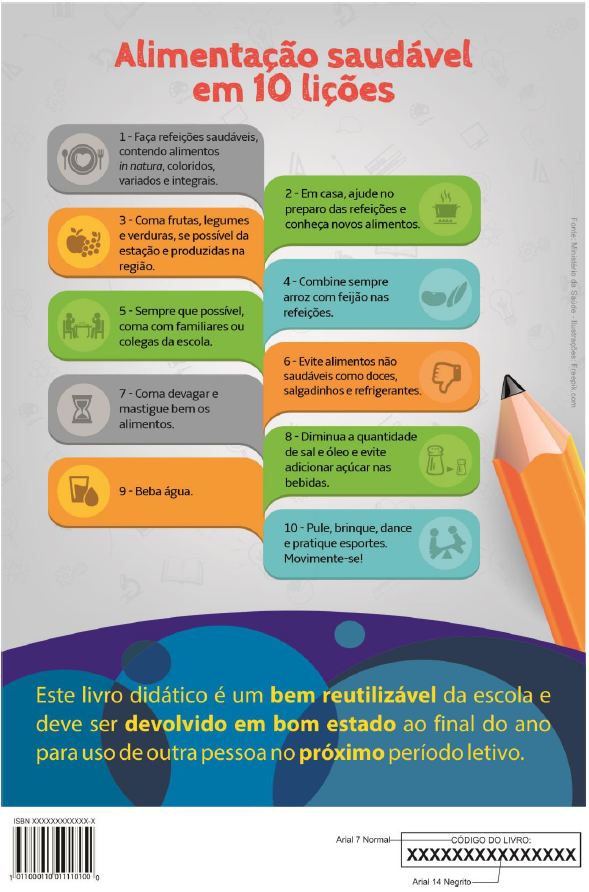 Alimentação saudável
em 10 lições
1 - Faça refeições saudáveis,
contendo alimentos
in natura, coloridos,
variados e integrais.
2 - Em casa, ajude no
preparo das refeições e
conheça novos alimentos.
3 - Coma frutas, legumes
e verduras, se possível da
estação e produzidas na
região.
4 - Combine sempre
arroz com feijão nas
refeições.
5 - Sempre que possível,
coma com familiares ou
colegas da escola.
6 - Evite alimentos não
saudáveis como doces,
salgadinhos e refrigerantes.
7 - Coma devagar e
mastigue bem os
alimentos.
8 - Diminua a quantidade
de sal e óleo e evite
adicionar açúcar nas
bebidas.
9 - Beba água.
10 - Pule, brinque, dance
e pratique esportes.
Movimente-se!
Fonte: Ministério da Saúde - Ilustrações: Freepik.com
Este livro didático é um bem reutilizável da escola e
deve ser devolvido em bom estado ao final do ano
para uso de outra pessoa no próximo período letivo.
ISBN XXXXXXXXXXXX-X
1 011000110 011110100 0
Arial 7 Normal
CÓDIGO DO LIVRO:
XXXXXXXXXXXXXXX
Arial 14 Negrito